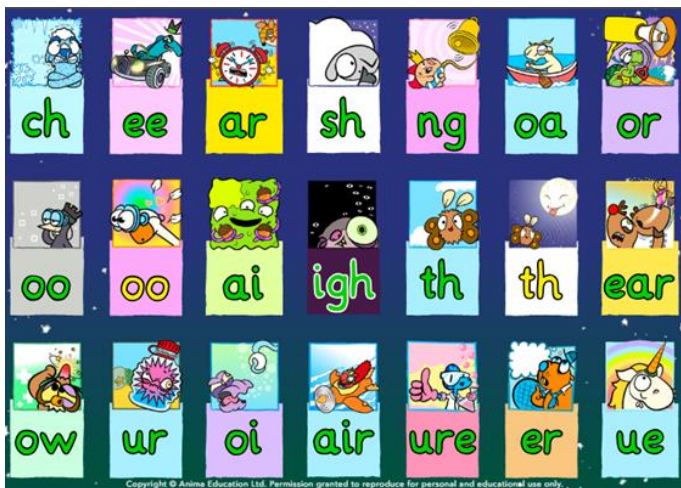 ch ee ar sh ng oa or
oo oo ai igh th th ear
ow ur oi air ure er ue
Copyright © Anima Education Ltd. Permission granted to reproduce for personal and educational use only.